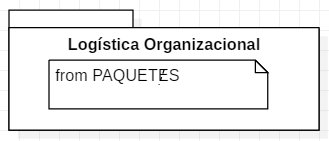 Logística Organizacional
from PAQUETES